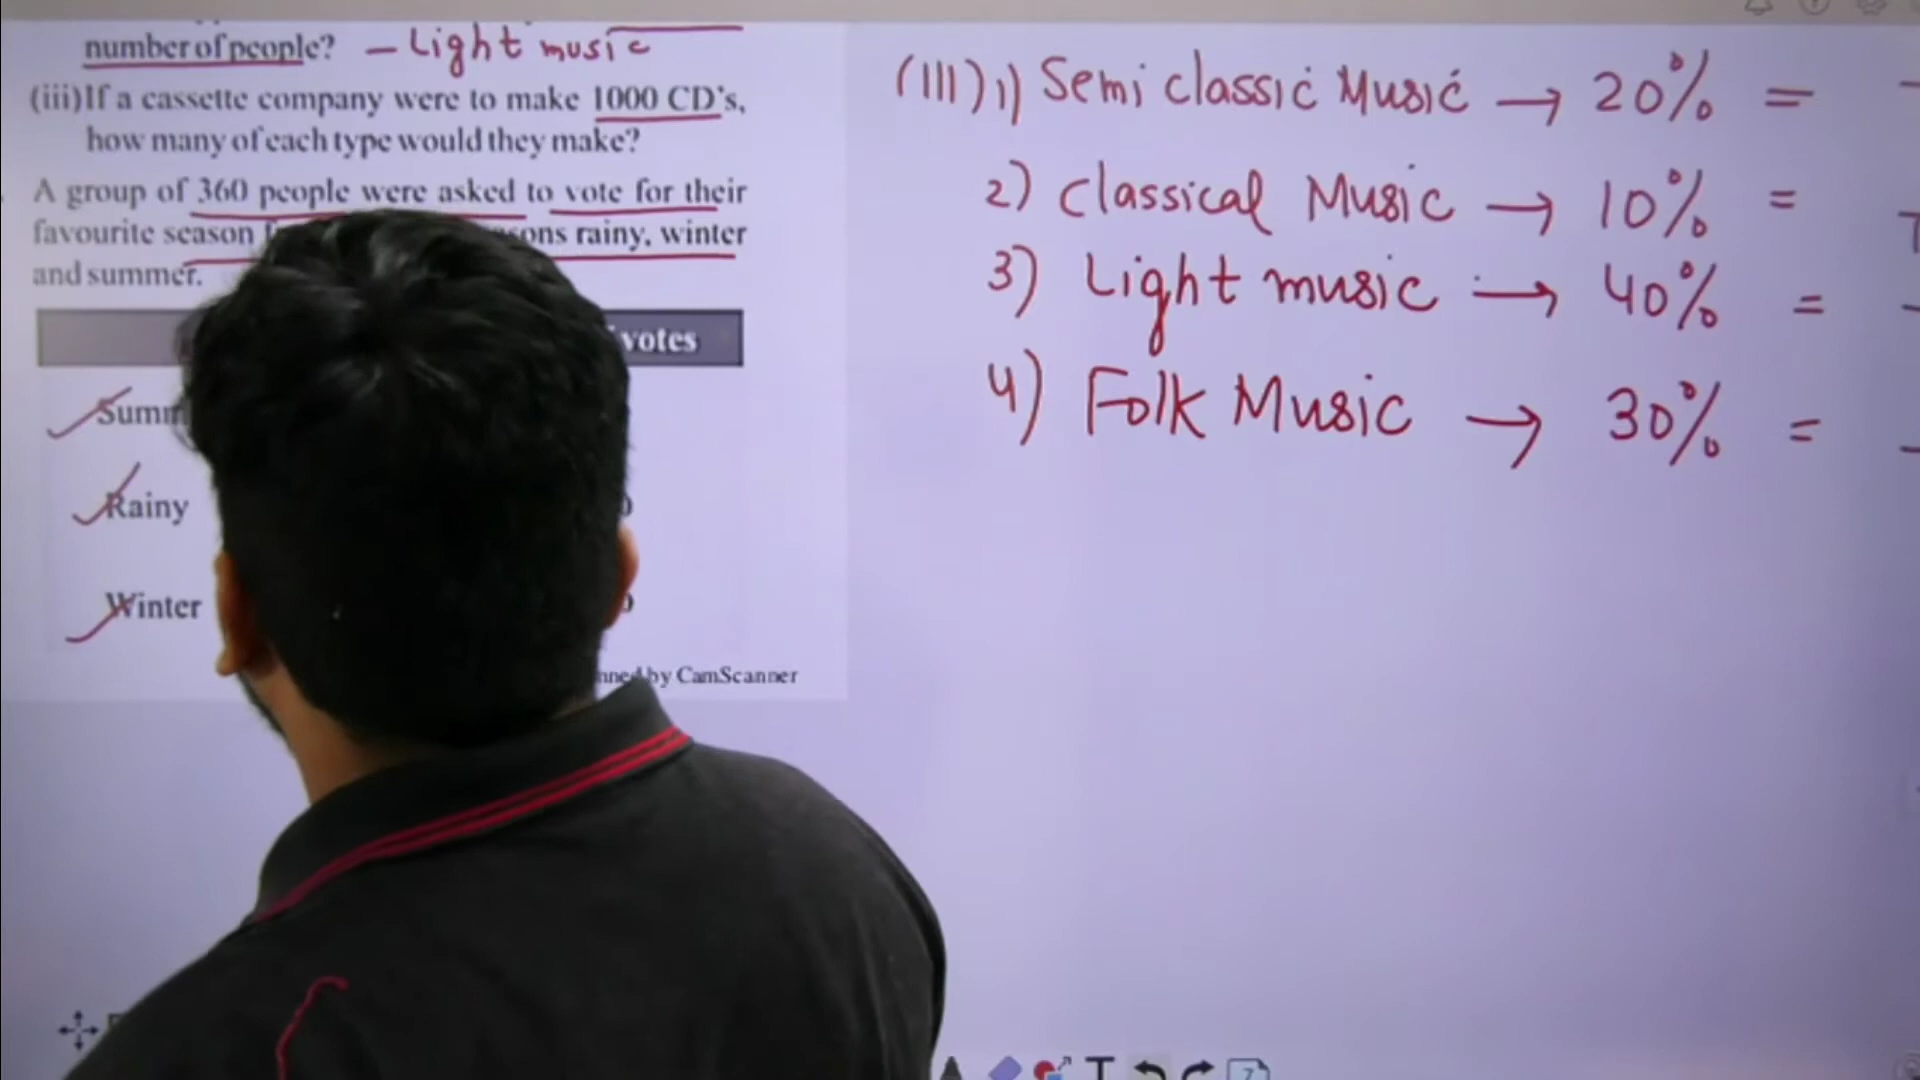 number of people? – Light music
(iii) If a cassette company were to make 1000 CD's,
how many of each type would they make?
A group of 360 people were asked to vote for their
favourite season rainy, winter
and summer.
votes
Rainy
Winter
by CamScanner
(III) 1) Semi classic Music → 20% =
2) Classical Music → 10% =
3) Light music → 40% =
4) Folk Music → 30% =
T
7